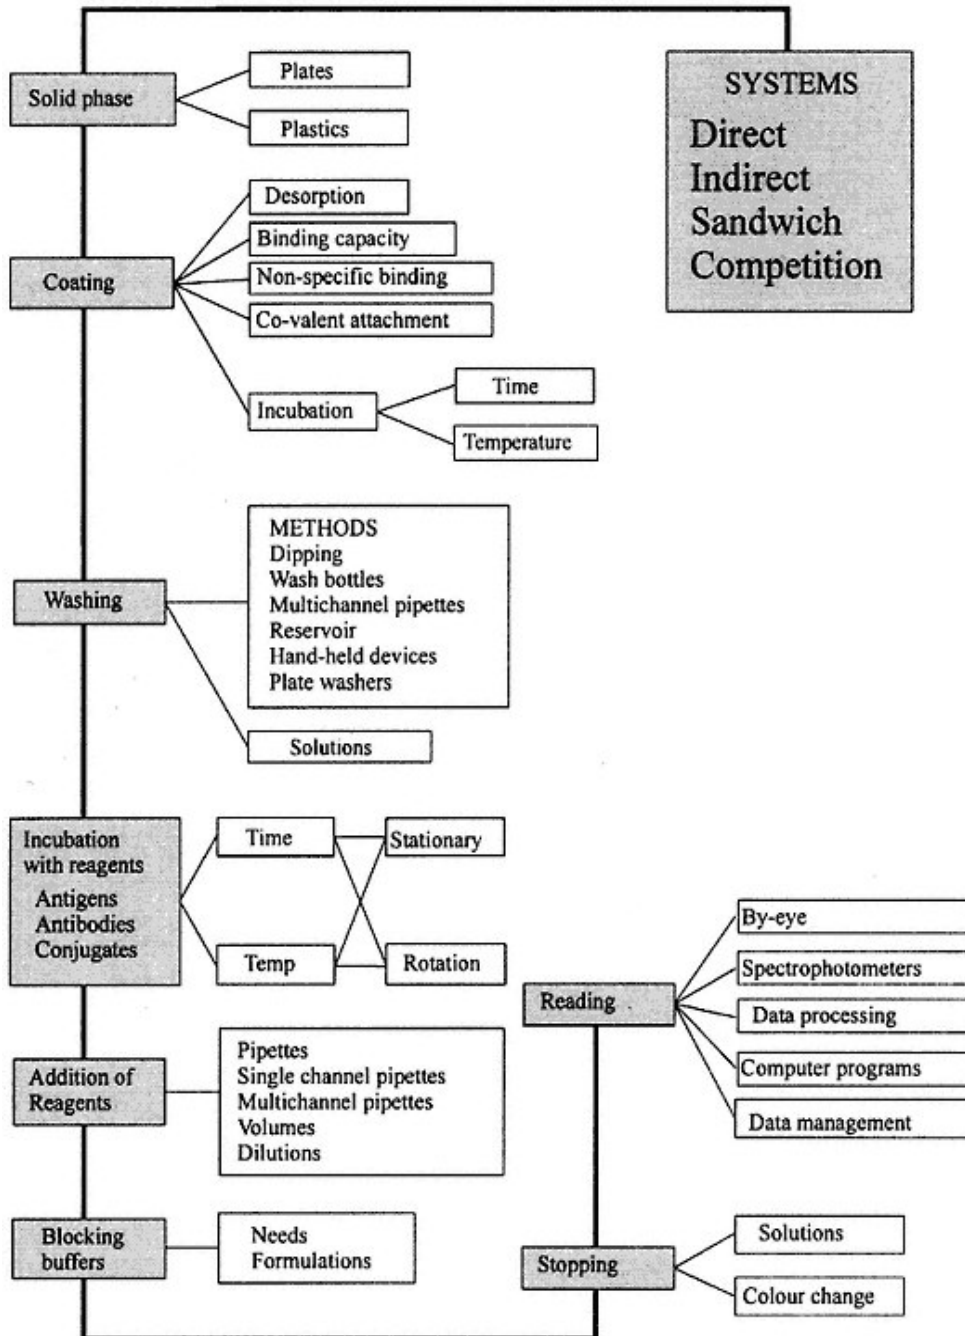 SYSTEMS
Direct
Indirect
Sandwich
Competition
Solid phase
Plates
Plastics
Coating
Desorption
Binding capacity
Non-specific binding
Co-valent attachment
Incubation
Time
Temperature
Washing
METHODS
Dipping
Wash bottles
Multichannel pipettes
Reservoir
Hand-held devices
Plate washers
Solutions
Incubation
with reagents
Antigens
Antibodies
Conjugates
Time
Temp
Stationary
Rotation
Addition of
Reagents
Pipettes
Single channel pipettes
Multichannel pipettes
Volumes
Dilutions
Blocking
buffers
Needs
Formulations
Reading
By-eye
Spectrophotometers
Data processing
Computer programs
Data management
Stopping
Solutions
Colour change